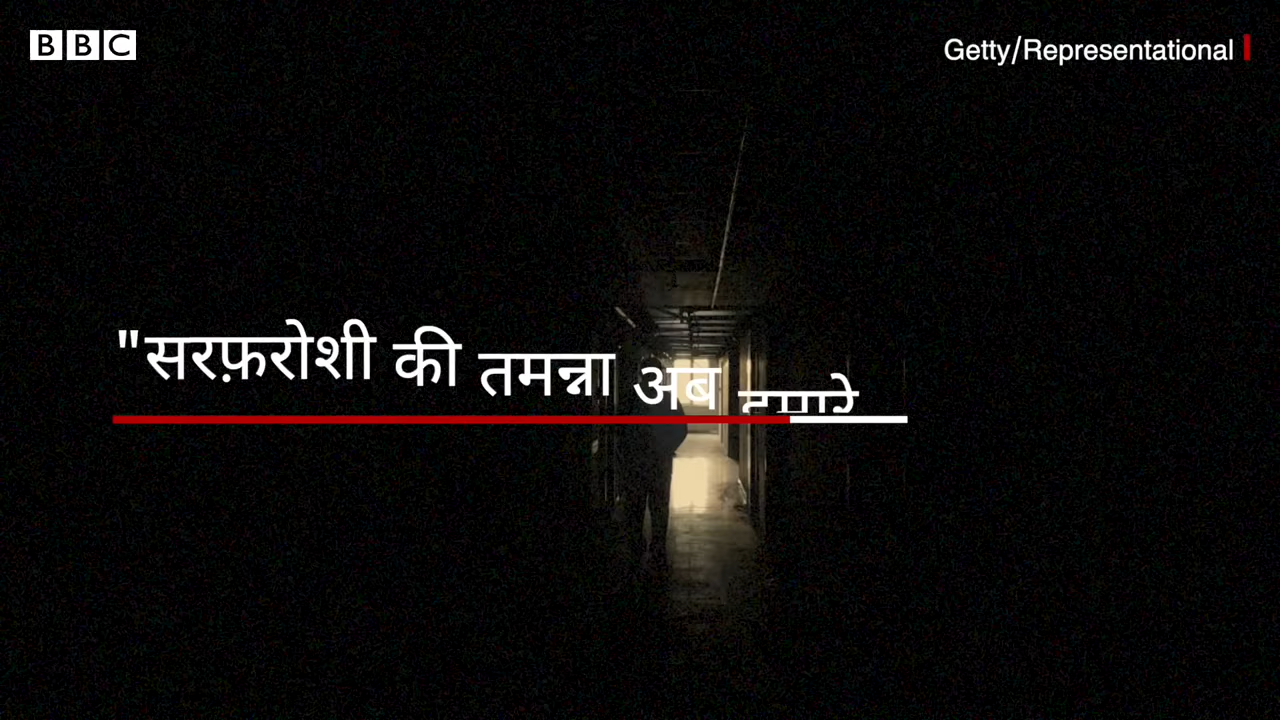 BBC
Getty/Representational
"सरफ़रोशी की तमन्ना अब